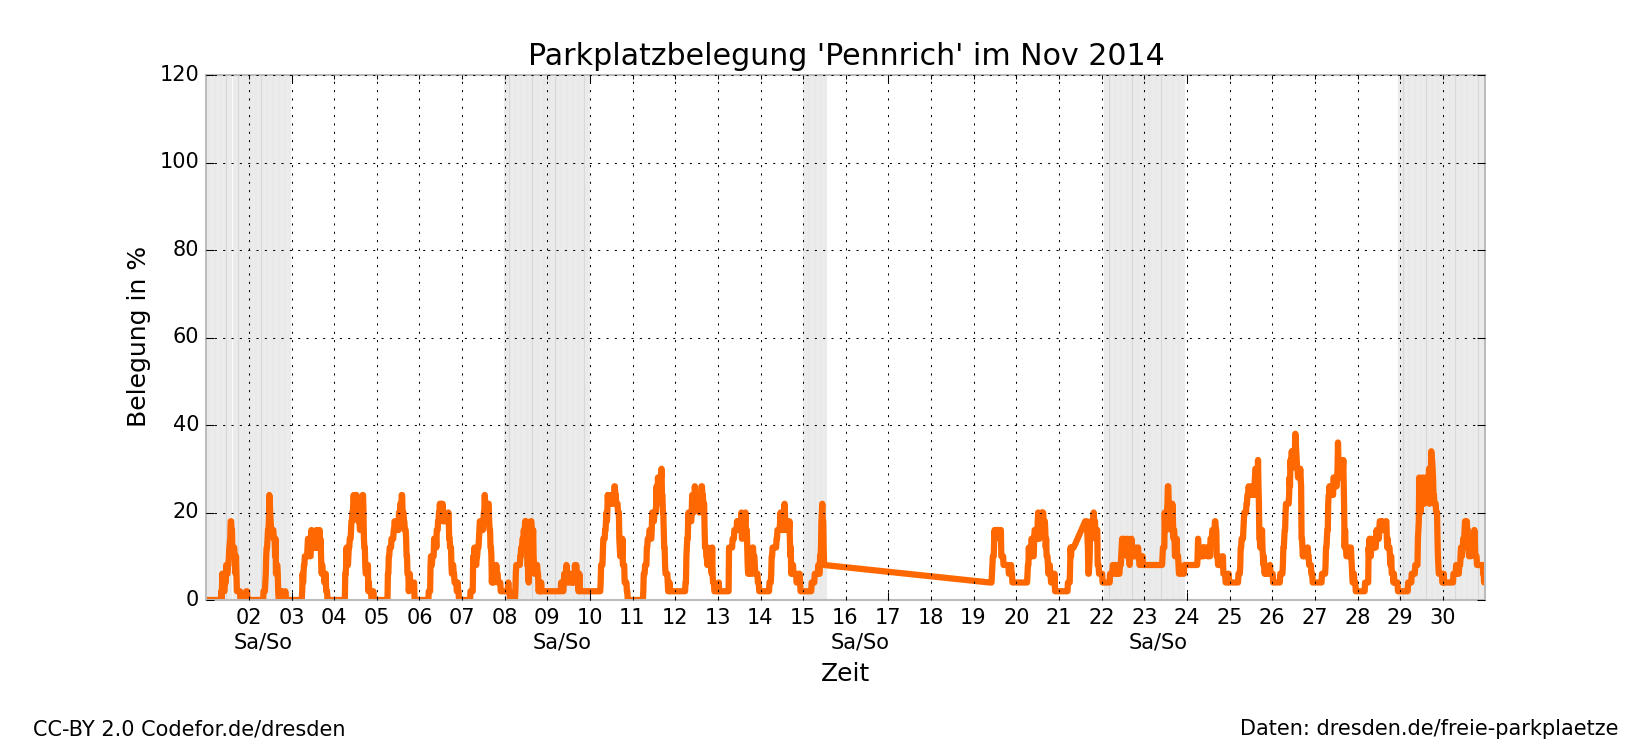 Parkplatzbelegung 'Pennrich' im Nov 2014
120
100
80
60
40
20
0
Belegung in %
02 03 04 05 06 07 08 09 10 11 12 13 14 15 16 17 18 19 20 21 22 23 24 25 26 27 28 29 30
Sa/So Sa/So Sa/So Sa/So
Zeit
CC-BY 2.0 Codefor.de/dresden
Daten: dresden.de/freie-parkplaetze